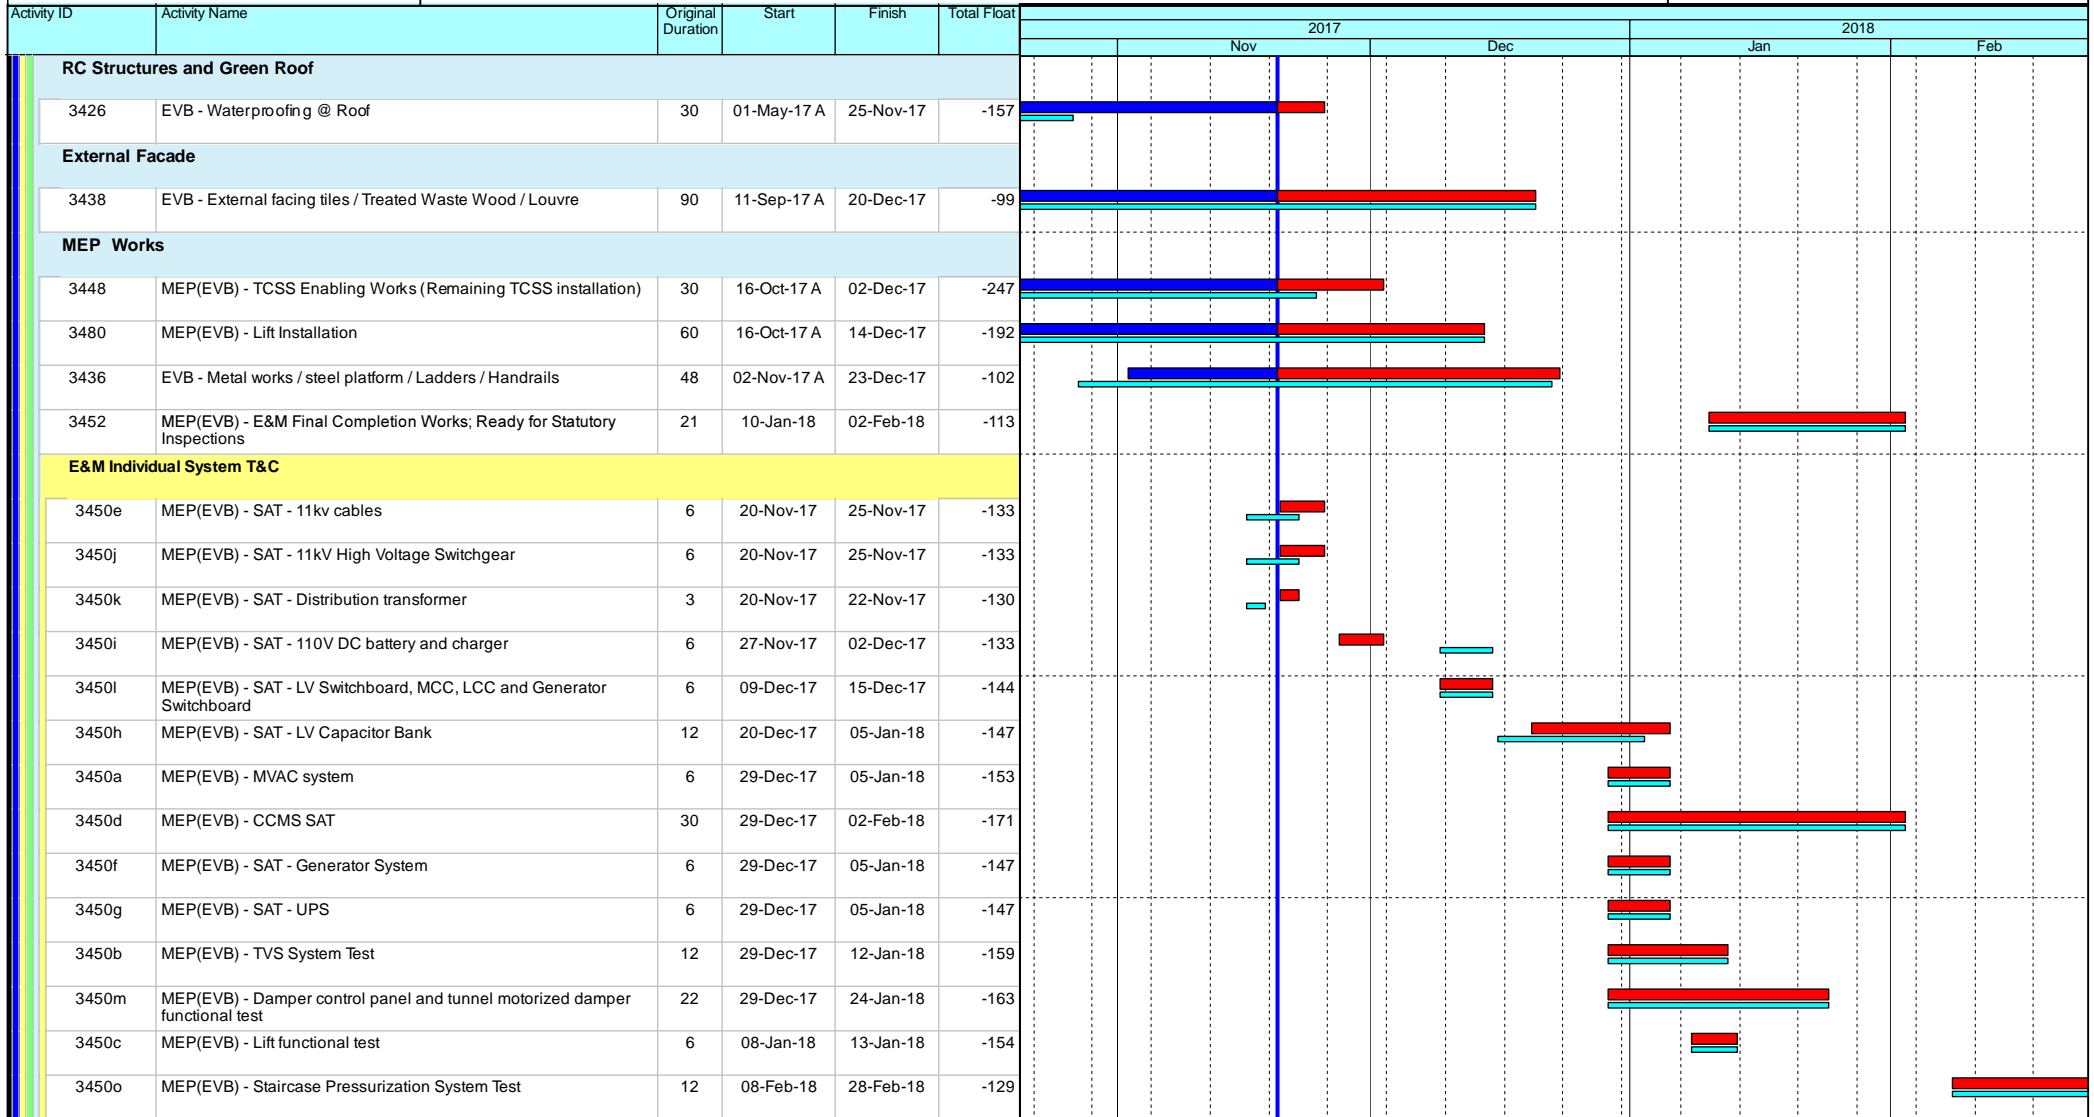 Activity ID Activity Name Original Start Finish Total Float
Duration
2017 2018
Nov Dec Jan Feb
RC Structures and Green Roof
3426 EVB - Waterproofing @ Roof 30 01-May-17 A 25-Nov-17 -157
External Facade
3438 EVB - External facing tiles / Treated Waste Wood / Louvre 90 11-Sep-17 A 20-Dec-17 -99
MEP Works
3448 MEP(EVB) - TCSS Enabling Works (Remaining TCSS installation) 30 16-Oct-17 A 02-Dec-17 -247
3480 MEP(EVB) - Lift Installation 60 16-Oct-17 A 14-Dec-17 -192
3436 EVB - Metal works / steel platform / Ladders / Handrails 48 02-Nov-17 A 23-Dec-17 -102
3452 MEP(EVB) - E&M Final Completion Works; Ready for Statutory 21 10-Jan-18 02-Feb-18 -113
Inspections
E&M Individual System T&C
3450e MEP(EVB) - SAT - 11kv cables 6 20-Nov-17 25-Nov-17 -133
3450j MEP(EVB) - SAT - 11kV High Voltage Switchgear 6 20-Nov-17 25-Nov-17 -133
3450k MEP(EVB) - SAT - Distribution transformer 3 20-Nov-17 22-Nov-17 -130
3450i MEP(EVB) - SAT - 110V DC battery and charger 6 27-Nov-17 02-Dec-17 -133
3450l MEP(EVB) - SAT - LV Switchboard, MCC, LCC and Generator 6 09-Dec-17 15-Dec-17 -144
Switchboard
3450h MEP(EVB) - SAT - LV Capacitor Bank 12 20-Dec-17 05-Jan-18 -147
3450a MEP(EVB) - MVAC system 6 29-Dec-17 05-Jan-18 -153
3450d MEP(EVB) - CCMS SAT 30 29-Dec-17 02-Feb-18 -171
3450f MEP(EVB) - SAT - Generator System 6 29-Dec-17 05-Jan-18 -147
3450g MEP(EVB) - SAT - UPS 6 29-Dec-17 05-Jan-18 -147
3450b MEP(EVB) - TVS System Test 12 29-Dec-17 12-Jan-18 -159
3450m MEP(EVB) - Damper control panel and tunnel motorized damper 22 29-Dec-17 24-Jan-18 -163
functional test
3450c MEP(EVB) - Lift functional test 6 08-Jan-18 13-Jan-18 -154
3450o MEP(EVB) - Staircase Pressurization System Test 12 08-Feb-18 28-Feb-18 -129